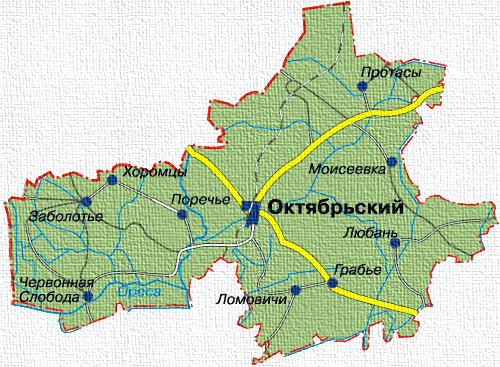 Протасы
Моисеевка
Хоромцы
Поречье
Заболотье
Октябрьский
Любань
Червонная
Слобода
Ореса
Ломовичи
Грабье